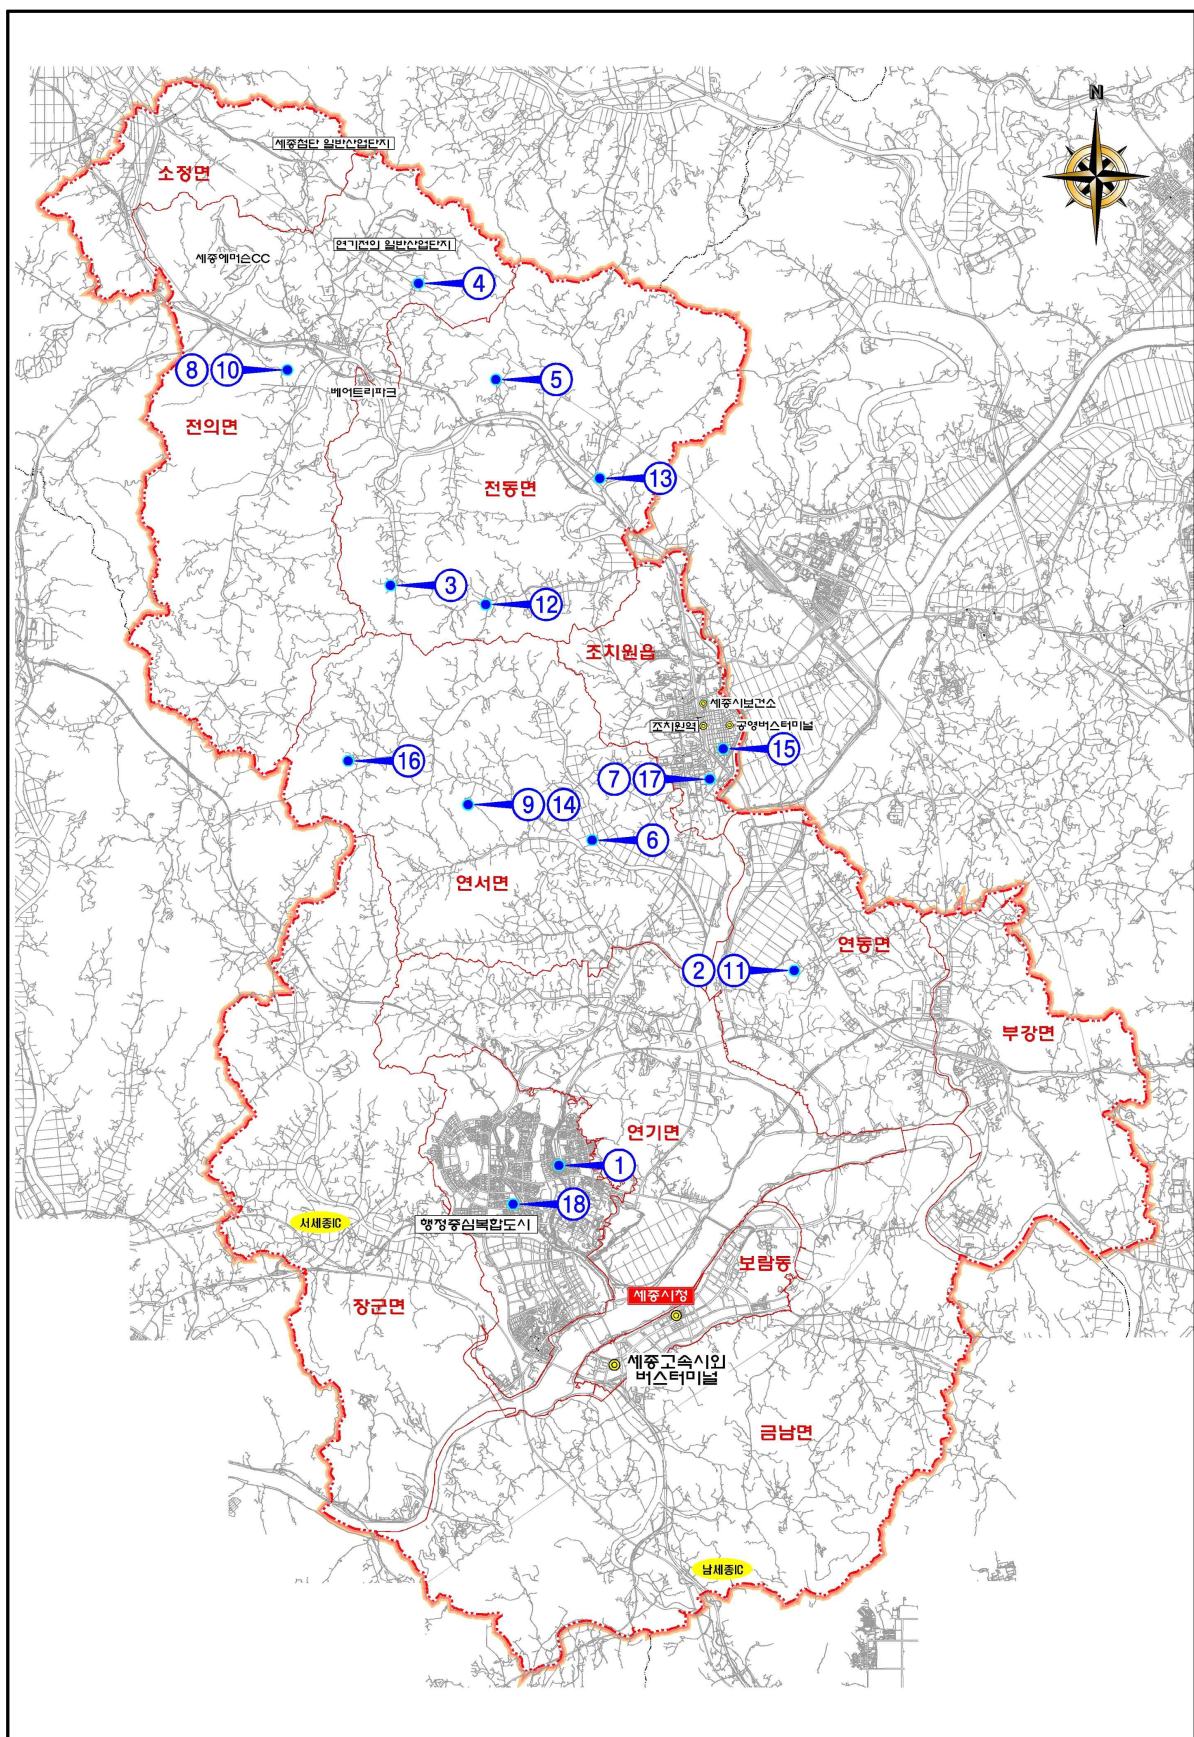 N
세종첨단 일반산업단지
소정면
연기전의 일반산업단지
세종에머슨CC
4
8 10
5
베어트리파크
전의면
13
전동면
3
12
조치원읍
세종시보건소
조치원역
공영버스터미널
15
16
7 17
9 14
6
연서면
연동면
2 11
부강면
연기면
1
18
서세종IC
행정중심복합도시
보람동
세종시청
장군면
세종고속시외
버스터미널
금남면
남세종IC